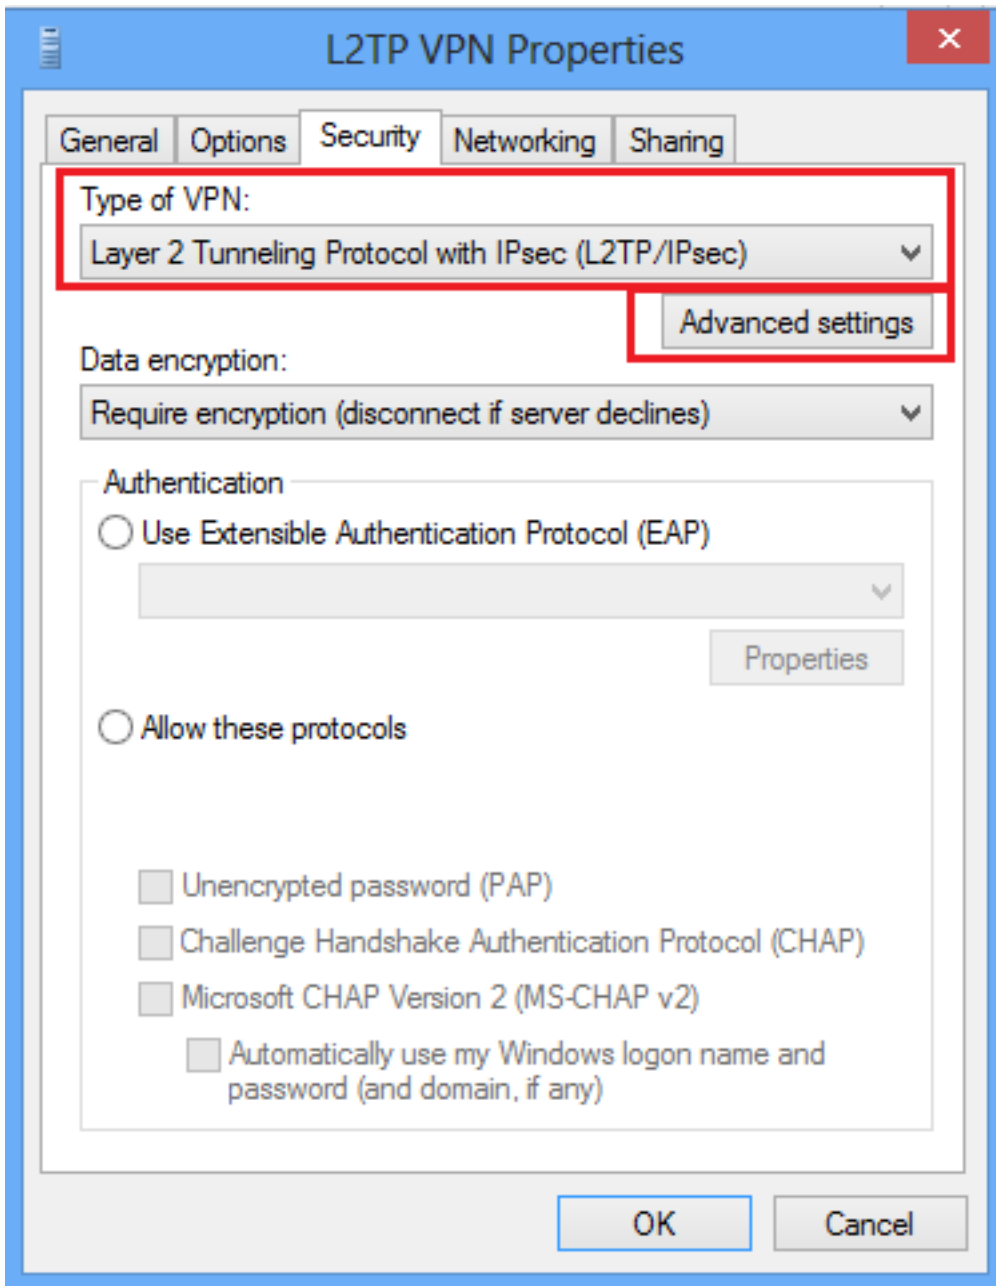 L2TP VPN Properties
General
Options
Security
Networking
Sharing
Type of VPN:
Layer 2 Tunneling Protocol with IPsec (L2TP/IPsec)
Advanced settings
Data encryption:
Require encryption (disconnect if server declines)
Authentication
Use Extensible Authentication Protocol (EAP)
Properties
Allow these protocols
Unencrypted password (PAP)
Challenge Handshake Authentication Protocol (CHAP)
Microsoft CHAP Version 2 (MS-CHAP v2)
Automatically use my Windows logon name and
password (and domain, if any)
OK
Cancel